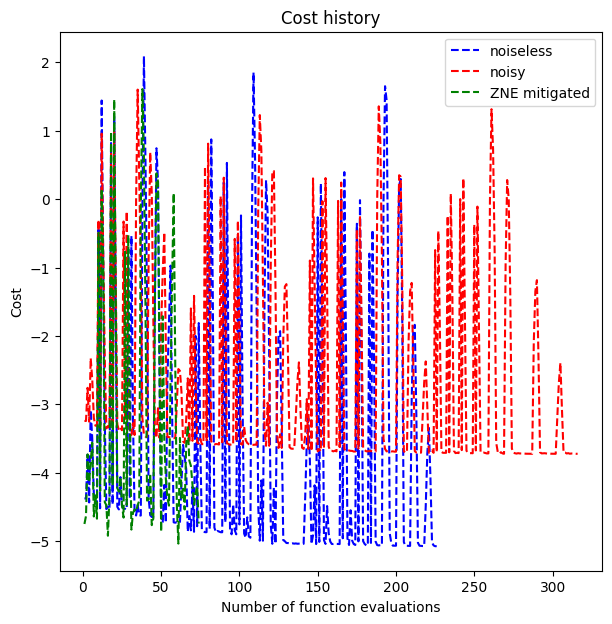 Cost history
noiseless
noisy
ZNE mitigated
Cost
2
1
0
−1
−2
−3
−4
−5
0 50 100 150 200 250 300
Number of function evaluations